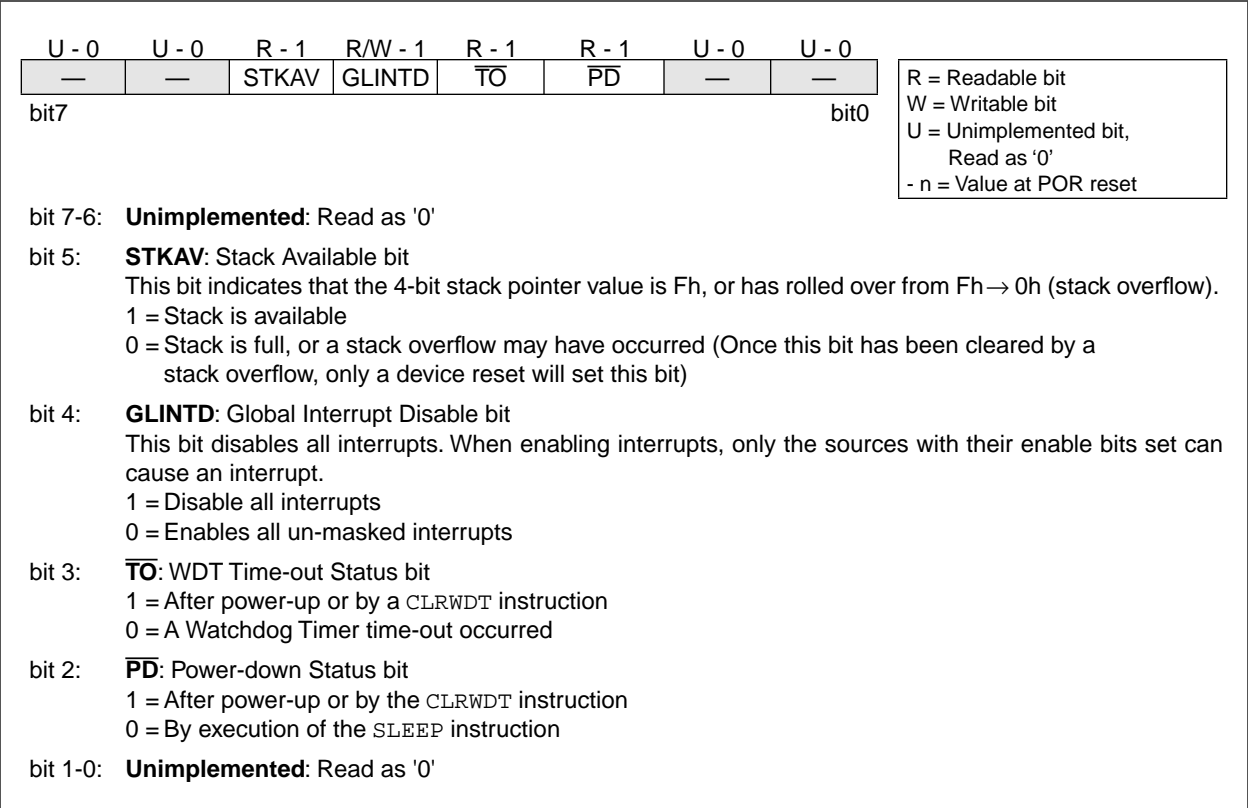 U - 0 U - 0 R - 1 R/W - 1 R - 1 R - 1 U - 0 U - 0
— — STKAV GLINTD T̅O̅ P̅D̅ — —
bit7 bit0
R = Readable bit
W = Writable bit
U = Unimplemented bit,
Read as ‘0’
- n = Value at POR reset
bit 7-6: Unimplemented: Read as '0'
bit 5: STKAV: Stack Available bit
This bit indicates that the 4-bit stack pointer value is Fh, or has rolled over from Fh→ 0h (stack overflow).
1 = Stack is available
0 = Stack is full, or a stack overflow may have occurred (Once this bit has been cleared by a
stack overflow, only a device reset will set this bit)
bit 4: GLINTD: Global Interrupt Disable bit
This bit disables all interrupts. When enabling interrupts, only the sources with their enable bits set can
cause an interrupt.
1 = Disable all interrupts
0 = Enables all un-masked interrupts
bit 3: T̅O̅: WDT Time-out Status bit
1 = After power-up or by a CLRWDT instruction
0 = A Watchdog Timer time-out occurred
bit 2: P̅D̅: Power-down Status bit
1 = After power-up or by the CLRWDT instruction
0 = By execution of the SLEEP instruction
bit 1-0: Unimplemented: Read as '0'